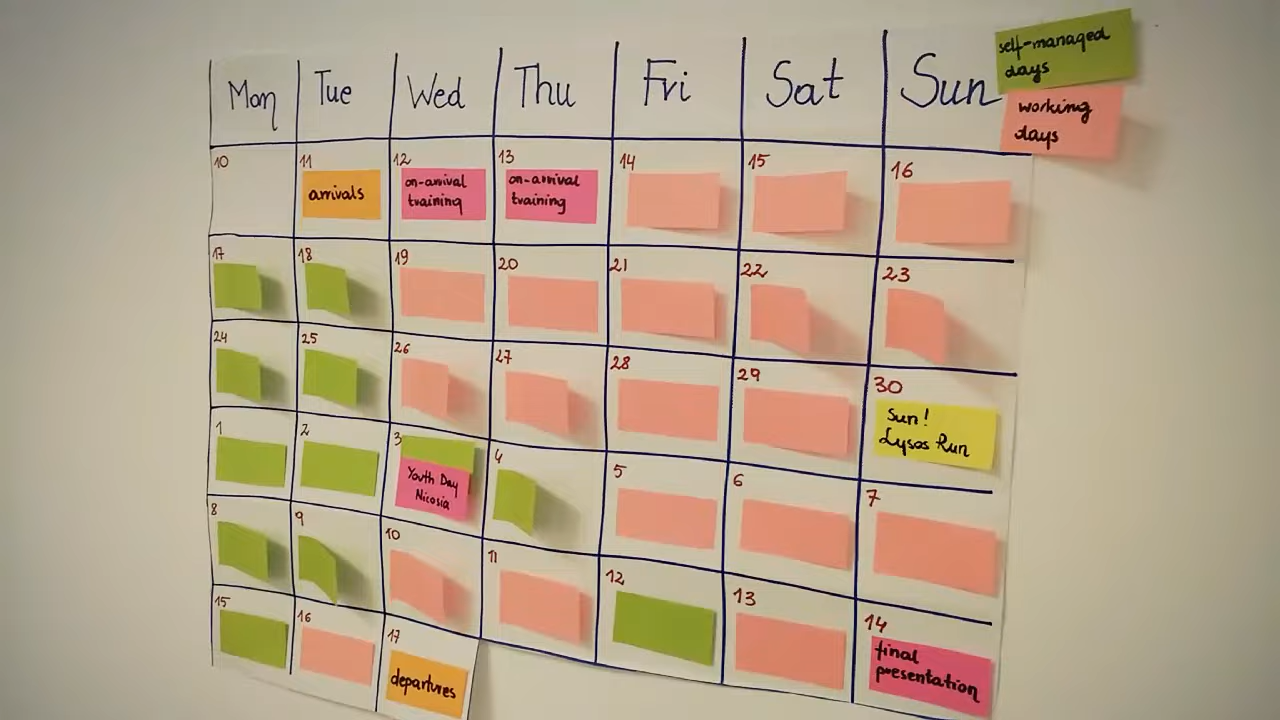 self-managed
days
working
days
Mon Tue Wed Thu Fri Sat Sun
10 11 12 13 14 15 16
arrivals
on-arrival
training
on-arrival
training
17 18 19 20 21 22 23
24 25 26 27 28 29 30
Sun!
Lysos Run
1 2 3 4 5 6 7
Youth Day
Nicosia
8 9 10 11 12 13 14
final
presentation
15 16 17
departures